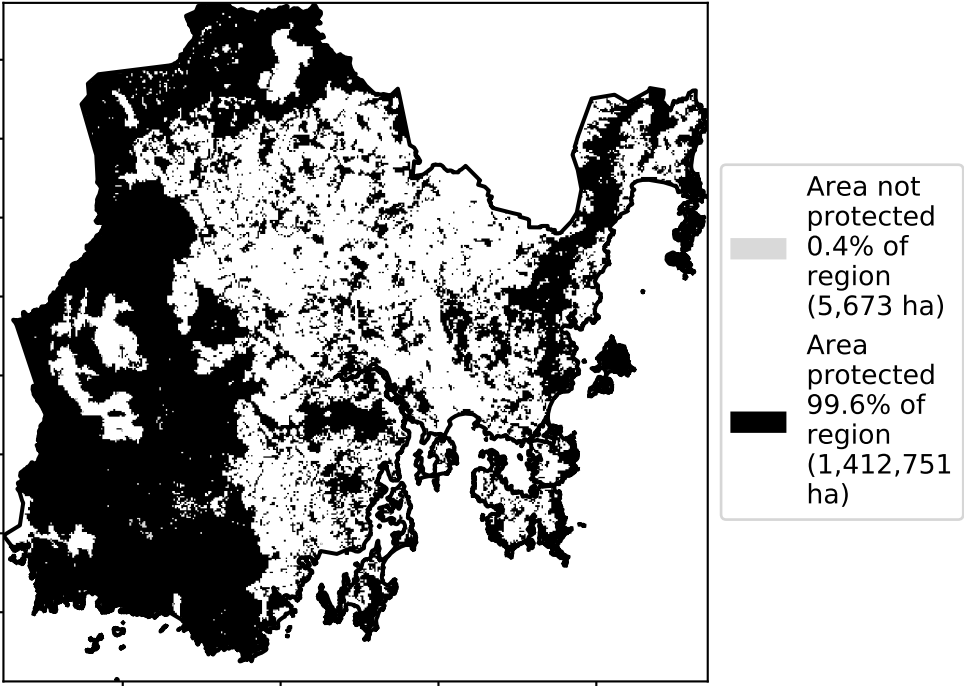 Area not
protected
0.4% of
region
(5,673 ha)
Area
protected
99.6% of
region
(1,412,751
ha)